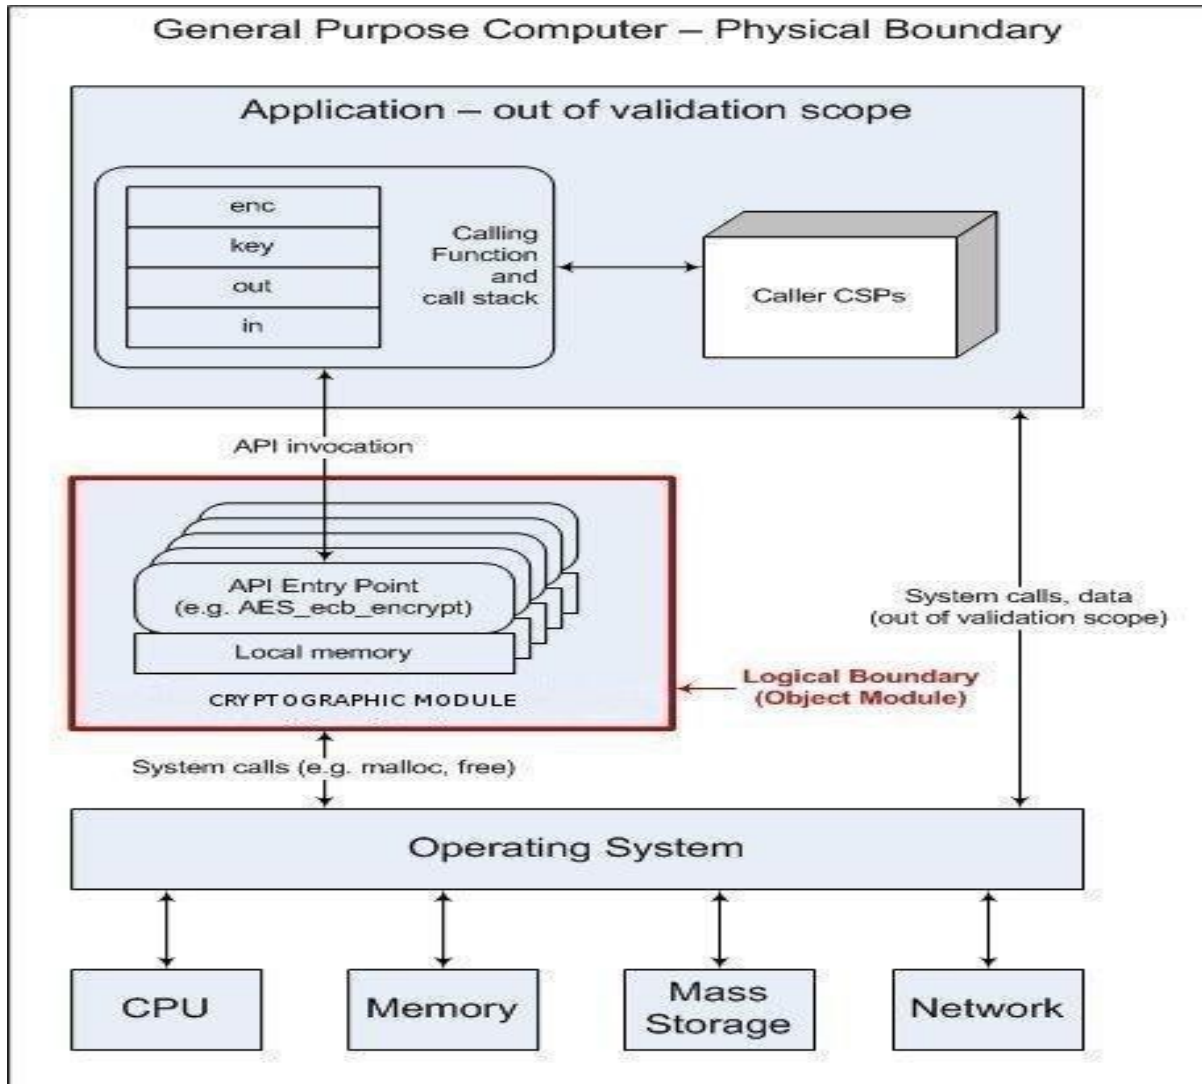 General Purpose Computer – Physical Boundary
Application – out of validation scope
enc
key
out
in
Calling
Function
and
call stack
Caller CSPs
API invocation
API Entry Point
(e.g. AES_ecb_encrypt)
Local memory
CRYPTOGRAPHIC MODULE
Logical Boundary
(Object Module)
System calls, data
(out of validation scope)
System calls (e.g. malloc, free)
Operating System
CPU
Memory
Mass
Storage
Network